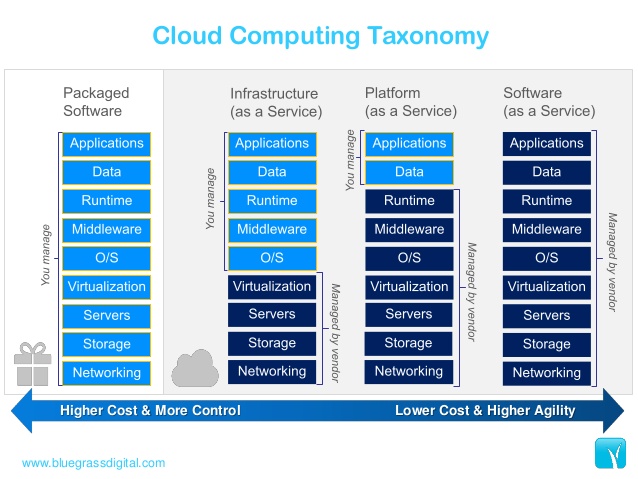 Cloud Computing Taxonomy
Packaged
Software
You manage
Applications
Data
Runtime
Middleware
O/S
Virtualization
Servers
Storage
Networking
Infrastructure
(as a Service)
You manage
Applications
Data
Runtime
Middleware
O/S
Virtualization
Servers
Storage
Networking
Managed by vendor
Platform
(as a Service)
You manage
Applications
Data
Runtime
Middleware
O/S
Virtualization
Servers
Storage
Networking
Managed by vendor
Software
(as a Service)
Applications
Data
Runtime
Middleware
O/S
Virtualization
Servers
Storage
Networking
Managed by vendor
Higher Cost & More Control
Lower Cost & Higher Agility
www.bluegrassdigital.com